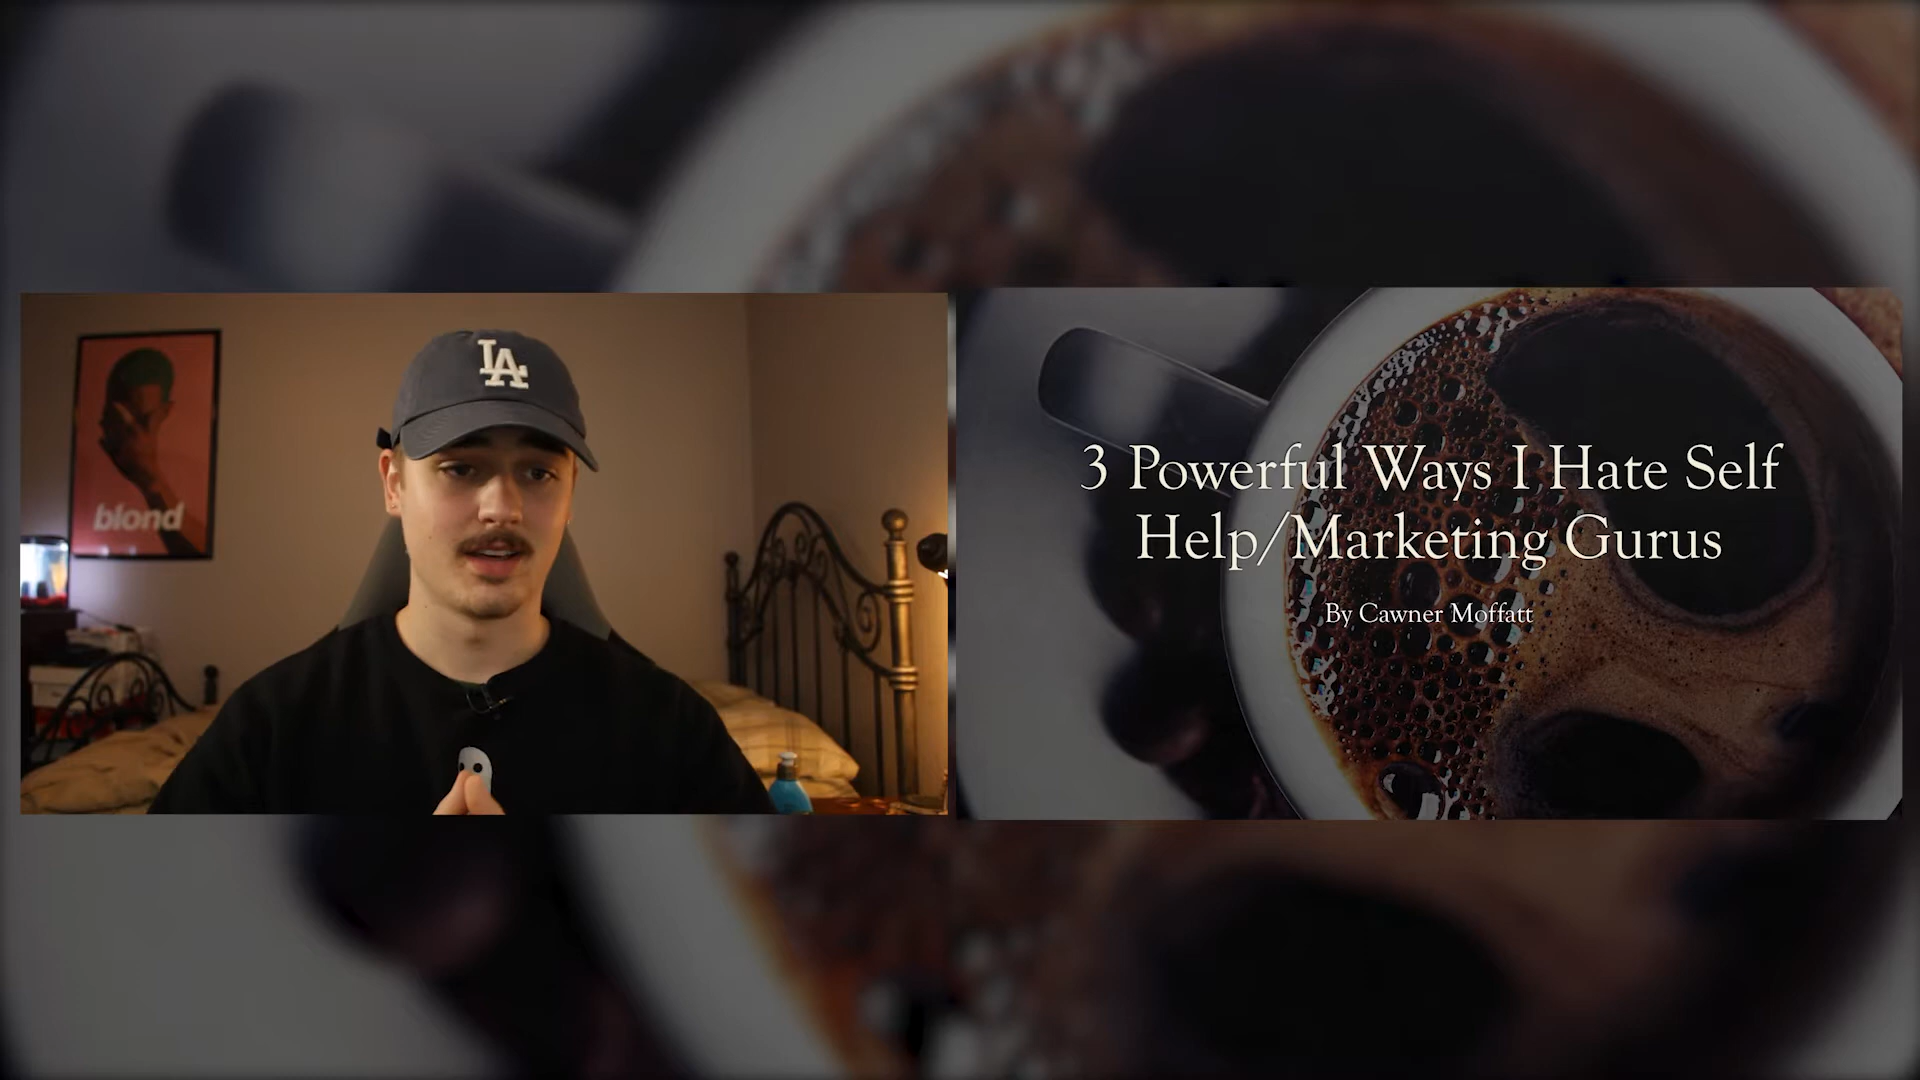 LA
blond
3 Powerful Ways I Hate Self
Help/Marketing Gurus
By Cawner Moffatt